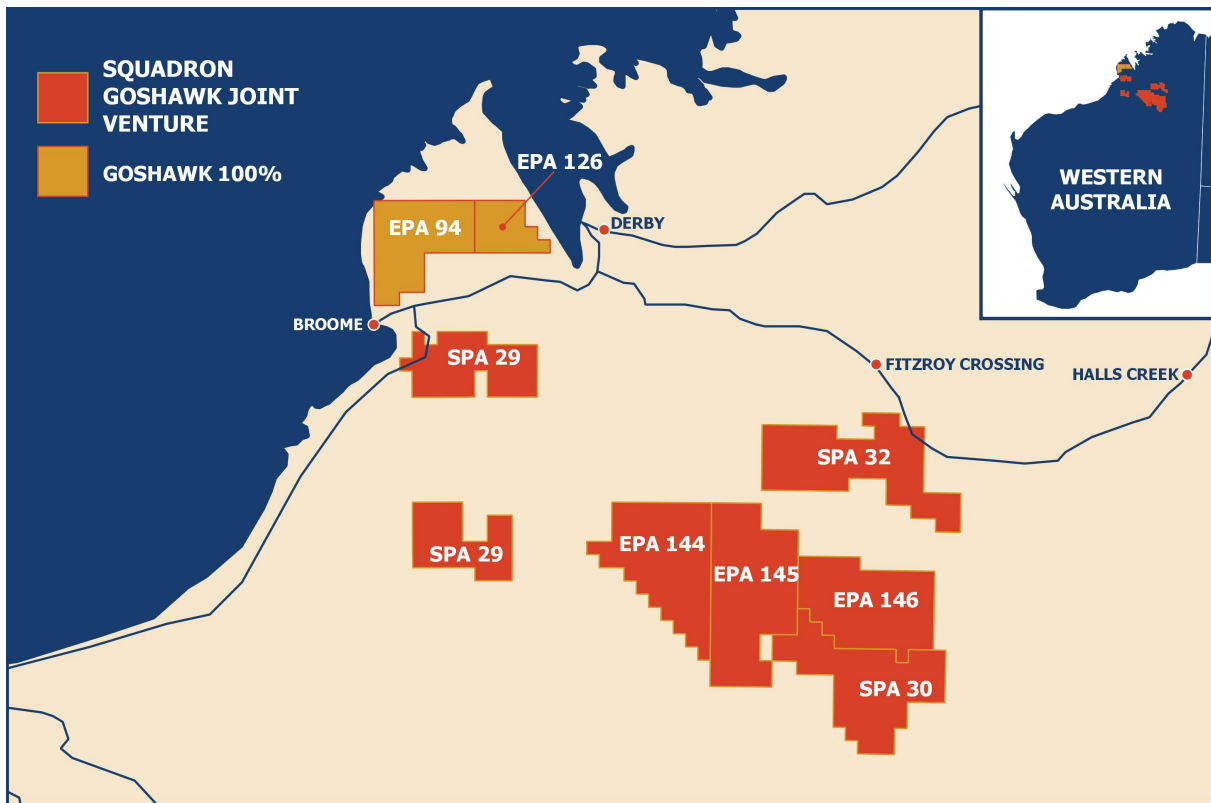 SQUADRON
GOSHAWK JOINT
VENTURE
GOSHAWK 100%
WESTERN
AUSTRALIA
EPA 126
EPA 94
DERBY
BROOME
SPA 29
FITZROY CROSSING
HALLS CREEK
SPA 32
SPA 29
EPA 144
EPA 145
EPA 146
SPA 30